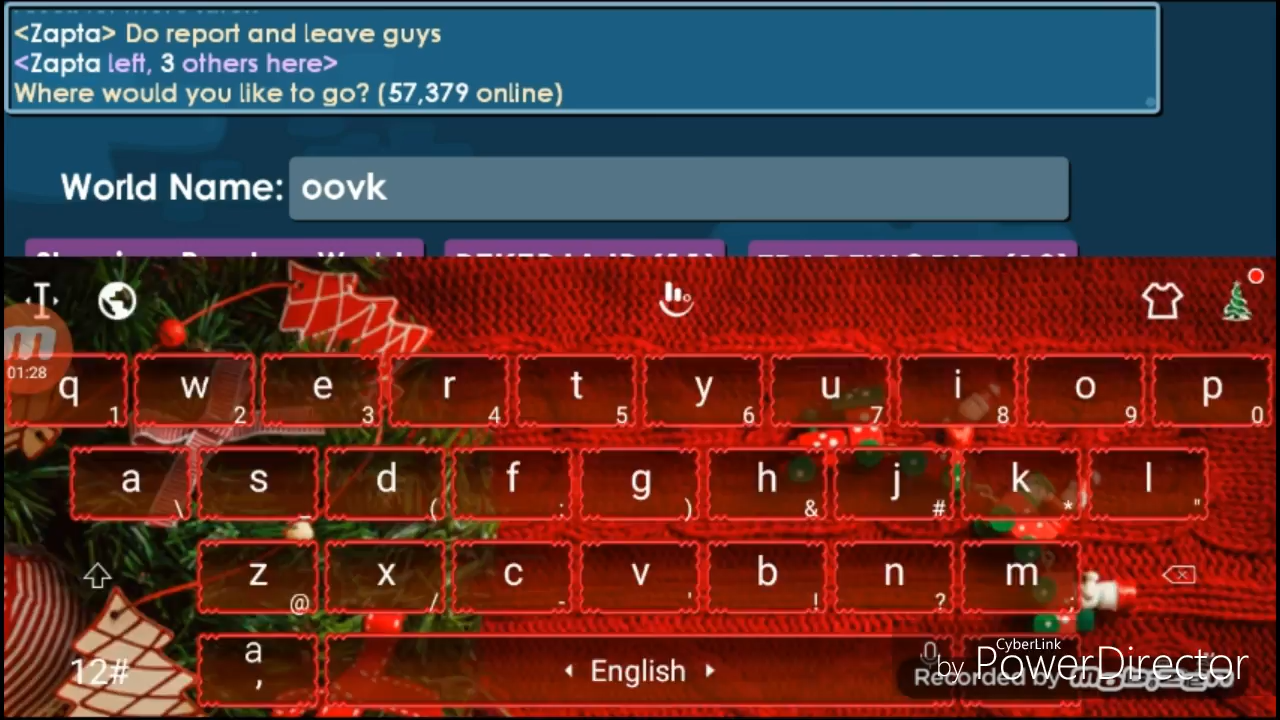 <Zapta> Do report and leave guys
<Zapta left, 3 others here>
Where would you like to go? (57,379 online)
World Name: oovk
01:28
q 1 w 2 e 3 r 4 t 5 y 6 u 7 i 8 o 9 p 0
a \ s _ d ( f : g ) h & j # k * l "
z @ x / c - v ' b ! n ? m ;
12# a , English
CyberLink
by PowerDirector
Recorded by